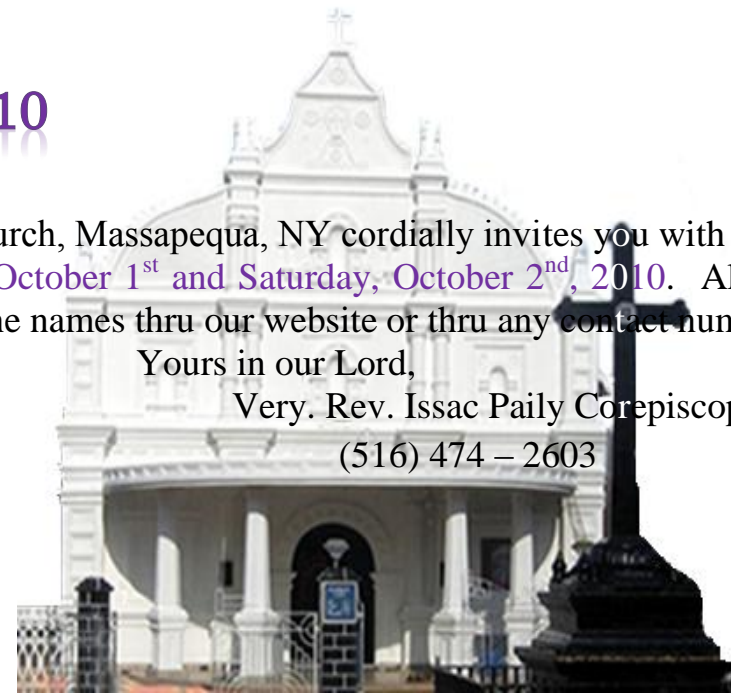 10
urch, Massapequa, NY cordially invites you with
October 1st and Saturday, October 2nd, 2010. Al
ne names thru our website or thru any contact num
Yours in our Lord,
Very. Rev. Issac Paily Corepiscop
(516) 474 – 2603